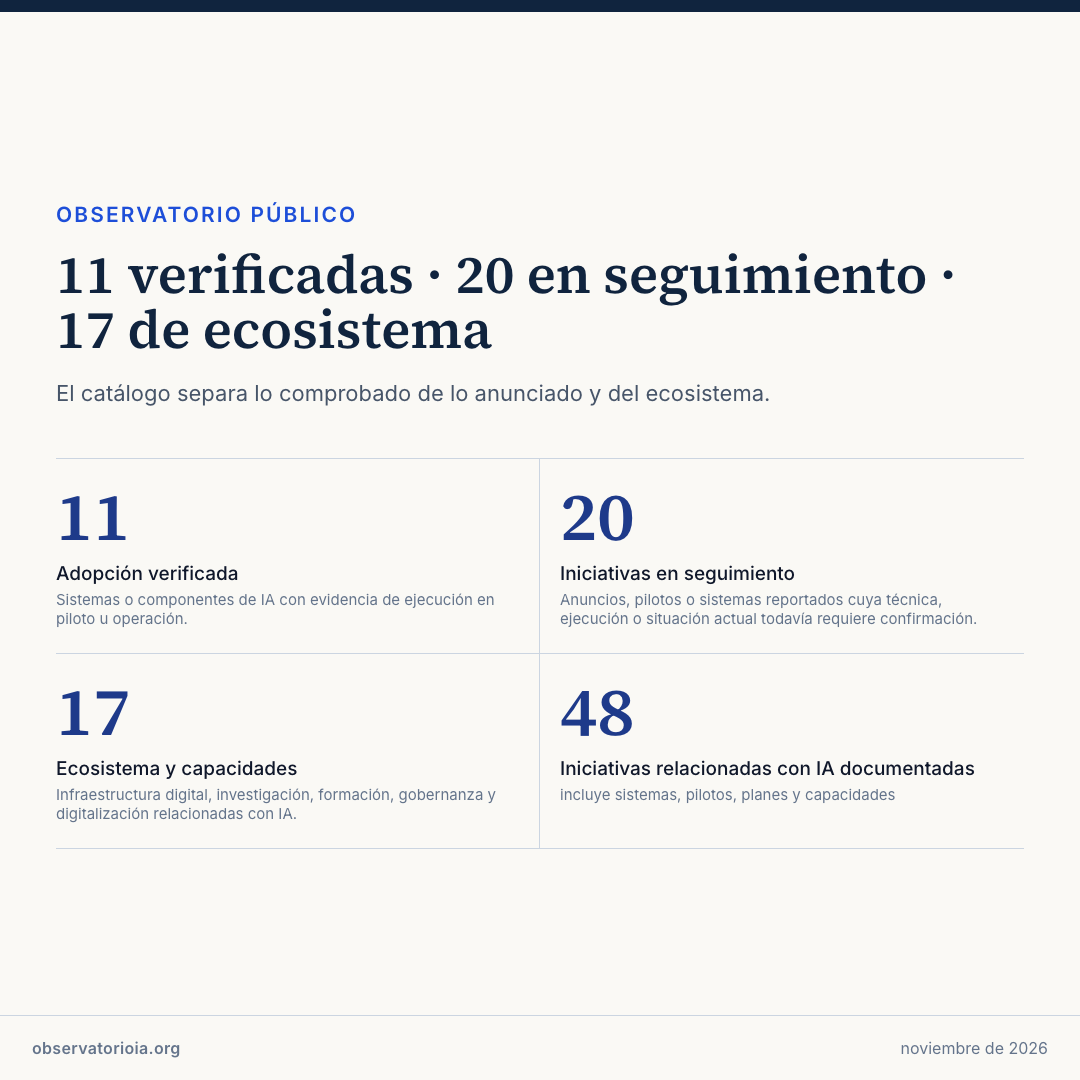 OBSERVATORIO PÚBLICO
11 verificadas · 20 en seguimiento ·
17 de ecosistema
El catálogo separa lo comprobado de lo anunciado y del ecosistema.
11
Adopción verificada
Sistemas o componentes de IA con evidencia de ejecución en
piloto u operación.
20
Iniciativas en seguimiento
Anuncios, pilotos o sistemas reportados cuya técnica,
ejecución o situación actual todavía requiere confirmación.
17
Ecosistema y capacidades
Infraestructura digital, investigación, formación, gobernanza y
digitalización relacionadas con IA.
48
Iniciativas relacionadas con IA documentadas
incluye sistemas, pilotos, planes y capacidades
observatorioia.org
noviembre de 2026